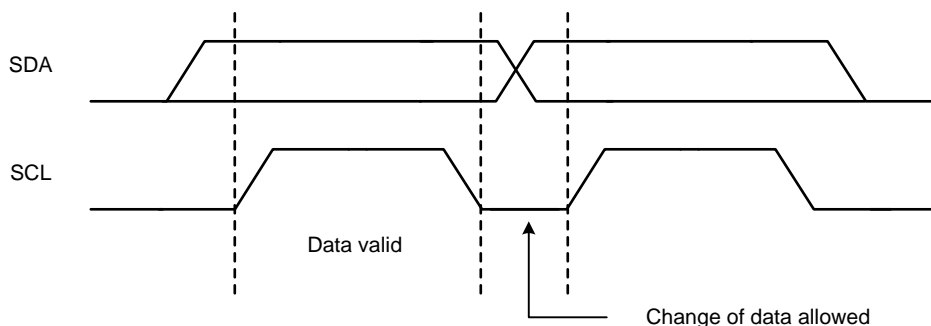 SDA
SCL
Data valid
Change of data allowed